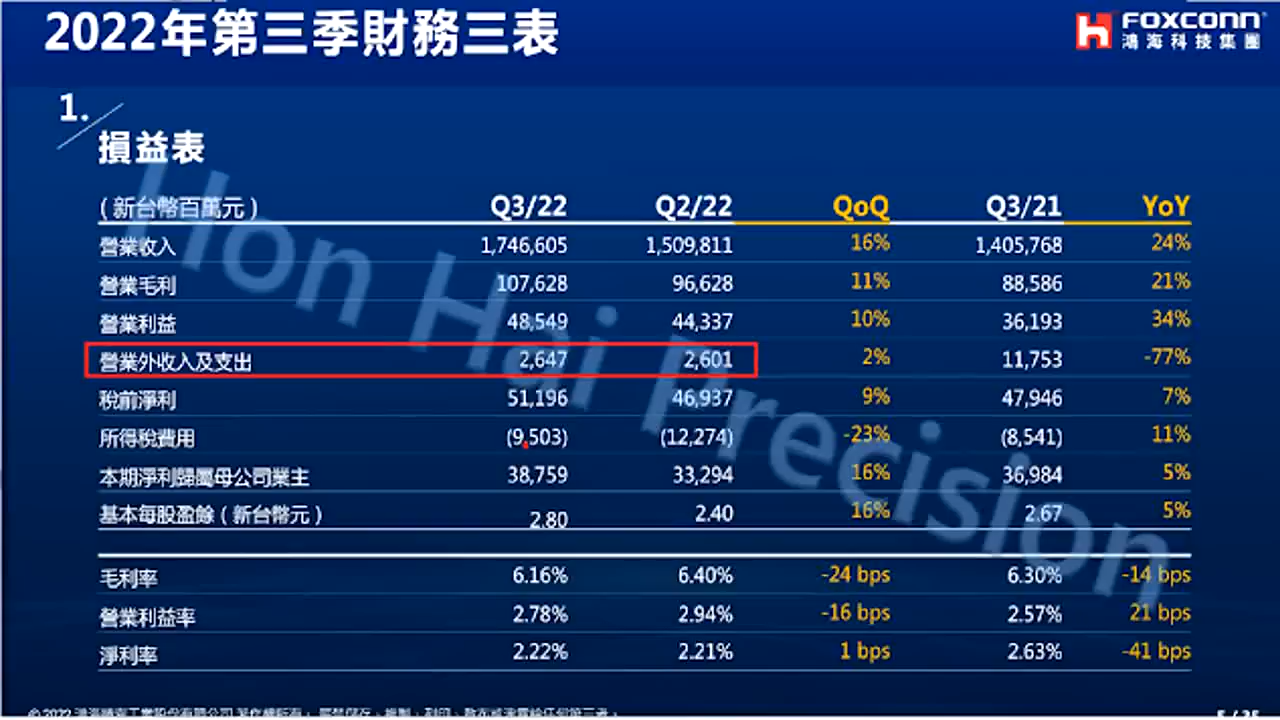 2022年第三季財務三表
FOXCONN
鴻海科技集團
1.
損益表
(新台幣百萬元) Q3/22 Q2/22 QoQ Q3/21 YoY
營業收入 1,746,605 1,509,811 16% 1,405,768 24%
營業毛利 107,628 96,628 11% 88,586 21%
營業利益 48,549 44,337 10% 36,193 34%
營業外收入及支出 2,647 2,601 2% 11,753 -77%
稅前淨利 51,196 46,937 9% 47,946 7%
所得稅費用 (9,503) (12,274) -23% (8,541) 11%
本期淨利歸屬母公司業主 38,759 33,294 16% 36,984 5%
基本每股盈餘(新台幣元) 2.80 2.40 16% 2.67 5%
毛利率 6.16% 6.40% -24 bps 6.30% -14 bps
營業利益率 2.78% 2.94% -16 bps 2.57% 21 bps
淨利率 2.22% 2.21% 1 bps 2.63% -41 bps
Hon Hai Precision
© 2022